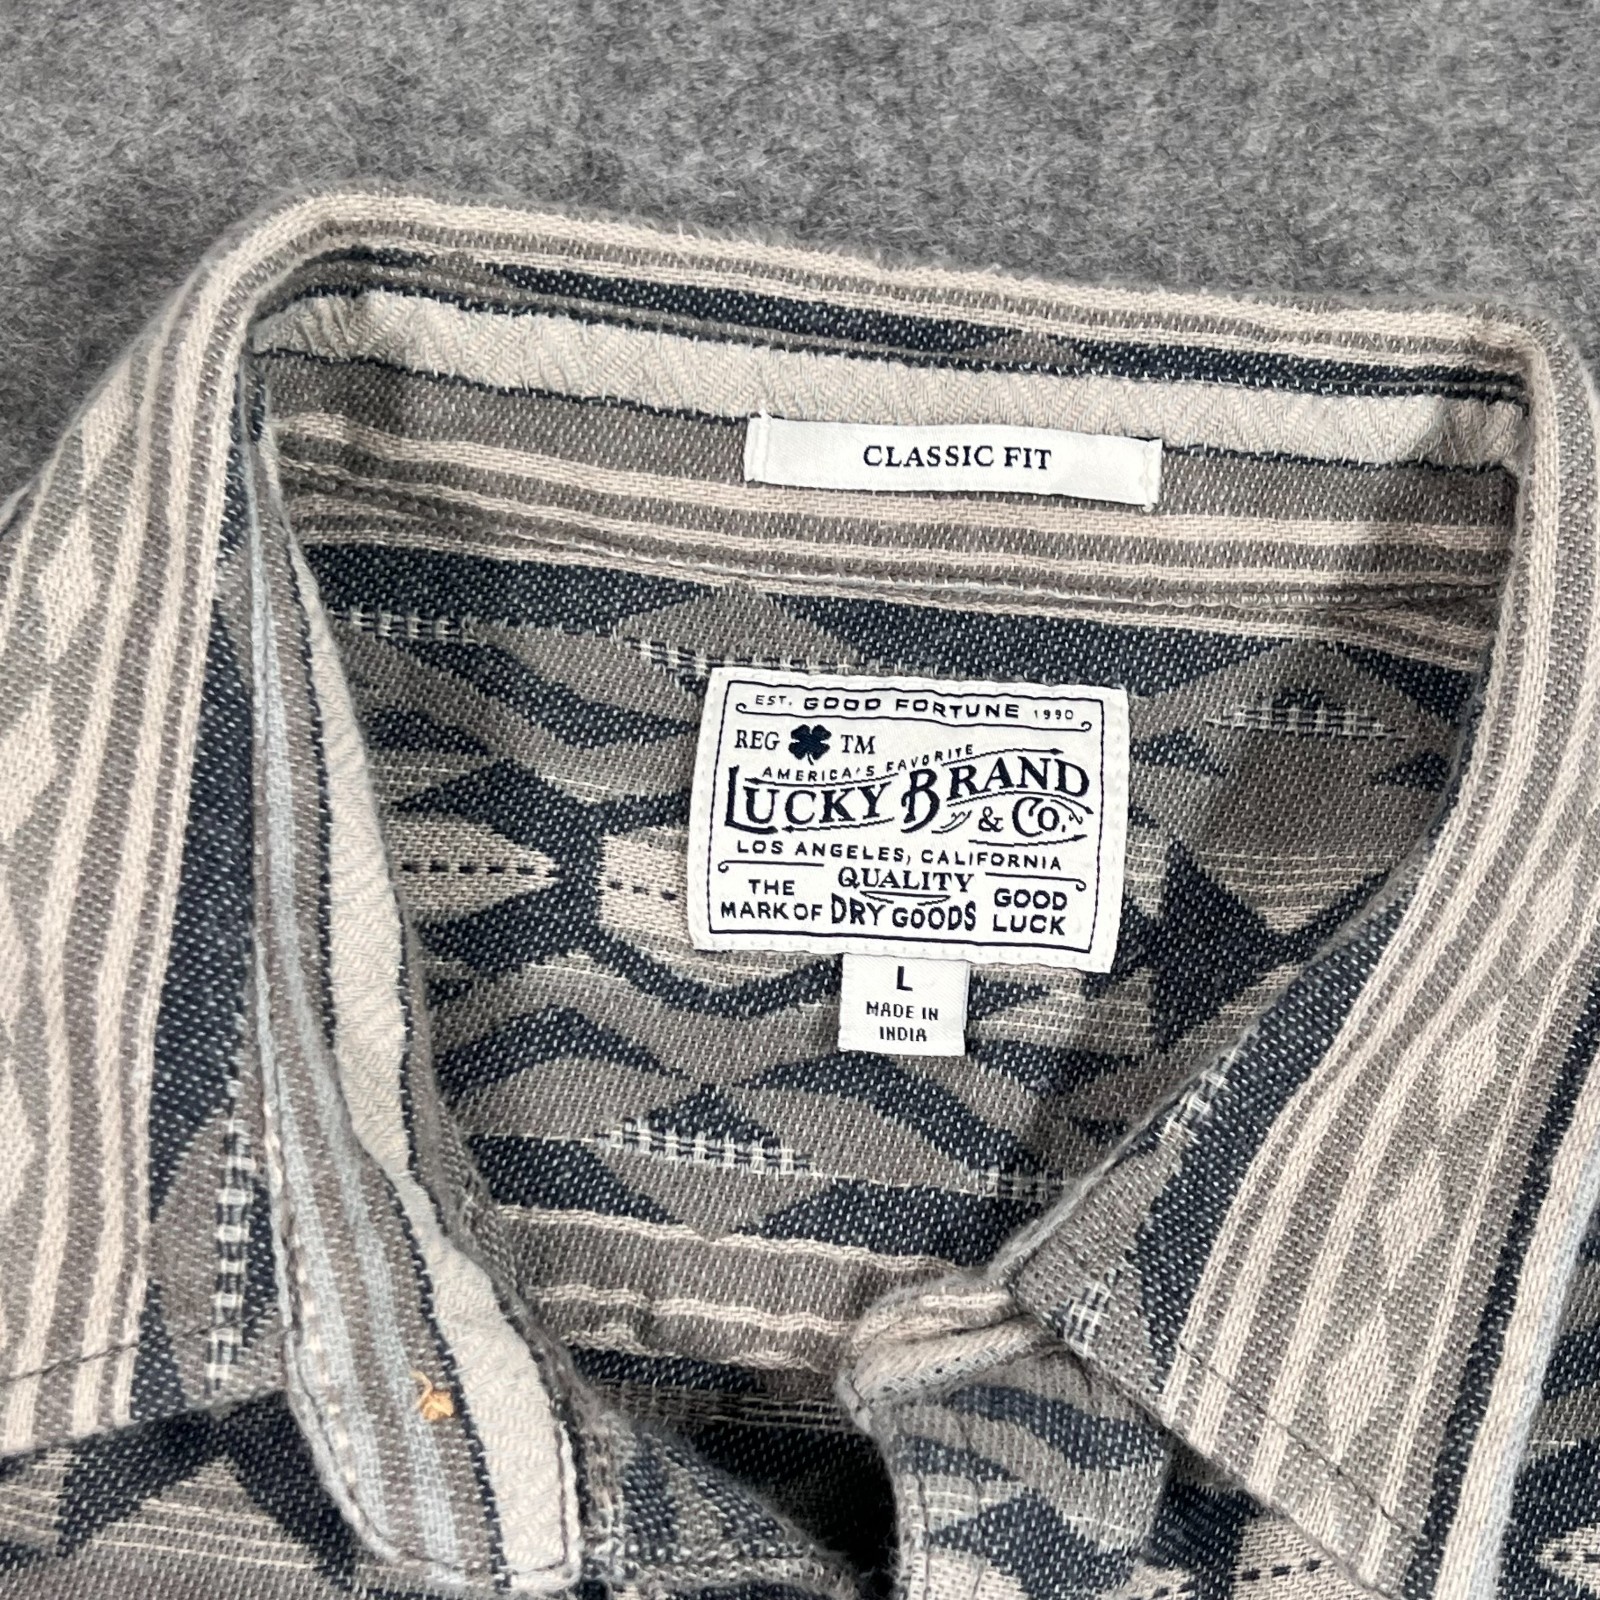 CLASSIC FIT
EST. GOOD FORTUNE 1990
REG TM
AMERICA'S FAVORITE
LUCKY BRAND
& CO.
LOS ANGELES, CALIFORNIA
THE MARK OF
QUALITY DRY GOODS
GOOD LUCK
L
MADE IN
INDIA